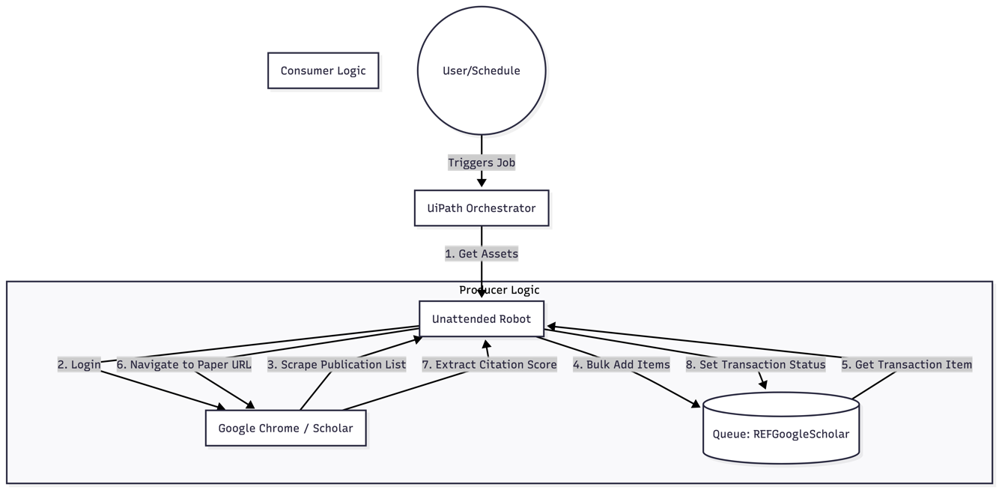 Consumer Logic
User/Schedule
Triggers Job
UiPath Orchestrator
1. Get Assets
Producer Logic
Unattended Robot
2. Login
6. Navigate to Paper URL
3. Scrape Publication List
7. Extract Citation Score
4. Bulk Add Items
8. Set Transaction Status
5. Get Transaction Item
Google Chrome / Scholar
Queue: REFGoogleScholar